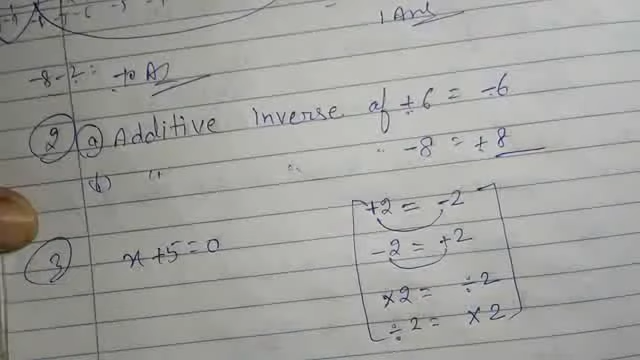 1 Ans
-8-2= -10 Ans
② a) Additive Inverse of +6 = -6
b) " " " -8 = +8
③ x+5=0
+2 = -2
-2 = +2
×2 = ÷2
÷2 = ×2